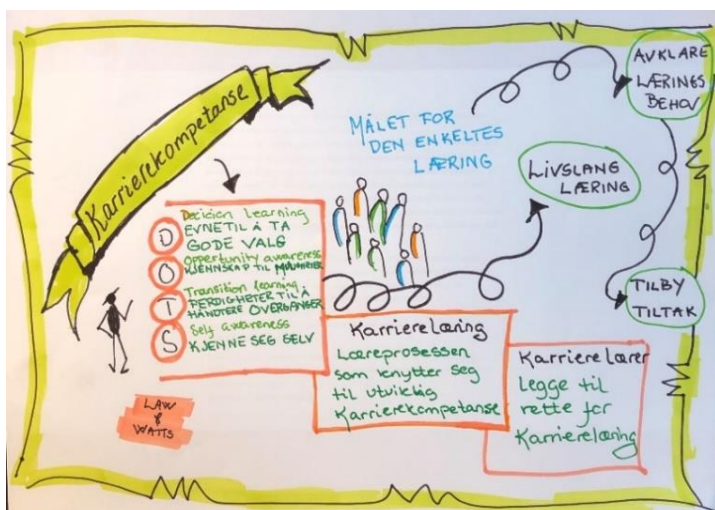 Karrierekompetanse
D
O
T
S
Decision Learning
EVNE TIL Å TA
GODE VALG
Opportunity awareness
KJENNSKAP TIL MULIGHETER
Transition learning
FERDIGHETER TIL Å
HÅNDTERE OVERGANGER
Self awareness
KJENNE SEG SELV
LAW
&
WATTS
MÅLET FOR
DEN ENKELTES
LÆRING
LIVSLANG
LÆRING
AVKLARE
LÆRINGS
BEHOV
TILBY
TILTAK
Karrierelæring
Læreprosessen
som knytter seg
til utviklig
Karrierekompetanse
Karrierelærer
legge til
rette for
Karrierelæring